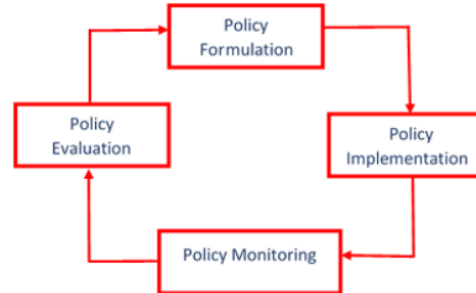 Policy
Formulation
Policy
Evaluation
Policy
Implementation
Policy Monitoring